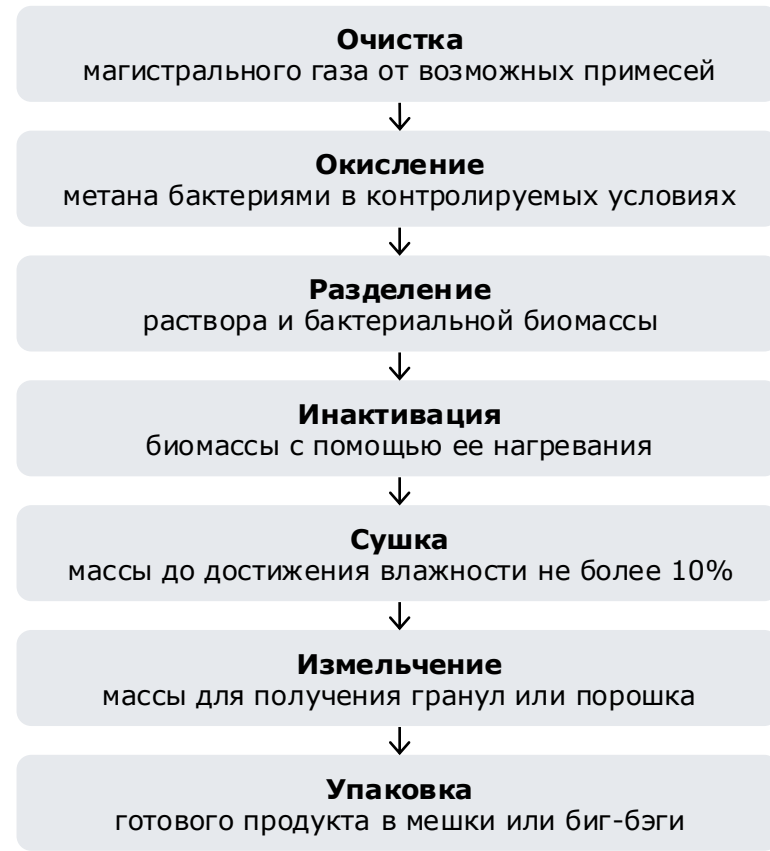 Очистка
магистрального газа от возможных примесей
Окисление
метана бактериями в контролируемых условиях
Разделение
раствора и бактериальной биомассы
Инактивация
биомассы с помощью ее нагревания
Сушка
массы до достижения влажности не более 10%
Измельчение
массы для получения гранул или порошка
Упаковка
готового продукта в мешки или биг-бэги